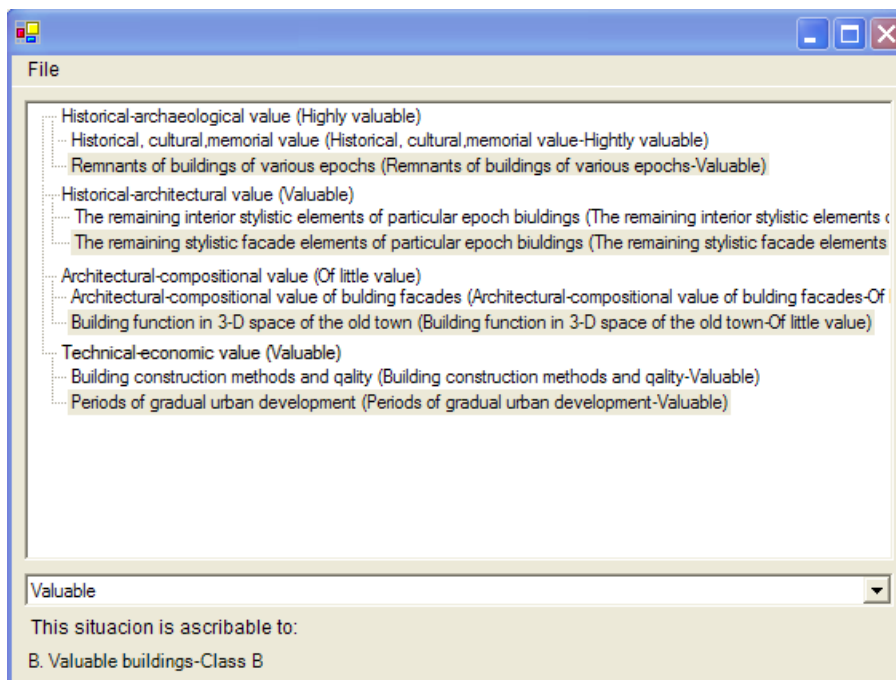 File
Historical-archaeological value (Highly valuable)
Historical, cultural,memorial value (Historical, cultural,memorial value-Hightly valuable)
Remnants of buildings of various epochs (Remnants of buildings of various epochs-Valuable)
Historical-architectural value (Valuable)
The remaining interior stylistic elements of particular epoch biuldings (The remaining interior stylistic elements
The remaining stylistic facade elements of particular epoch biuldings (The remaining stylistic facade elements
Architectural-compositional value (Of little value)
Architectural-compositional value of bulding facades (Architectural-compositional value of bulding facades-Of
Building function in 3-D space of the old town (Building function in 3-D space of the old town-Of little value)
Technical-economic value (Valuable)
Building construction methods and qality (Building construction methods and qality-Valuable)
Periods of gradual urban development (Periods of gradual urban development-Valuable)
Valuable
This situacion is ascribable to:
B. Valuable buildings-Class B